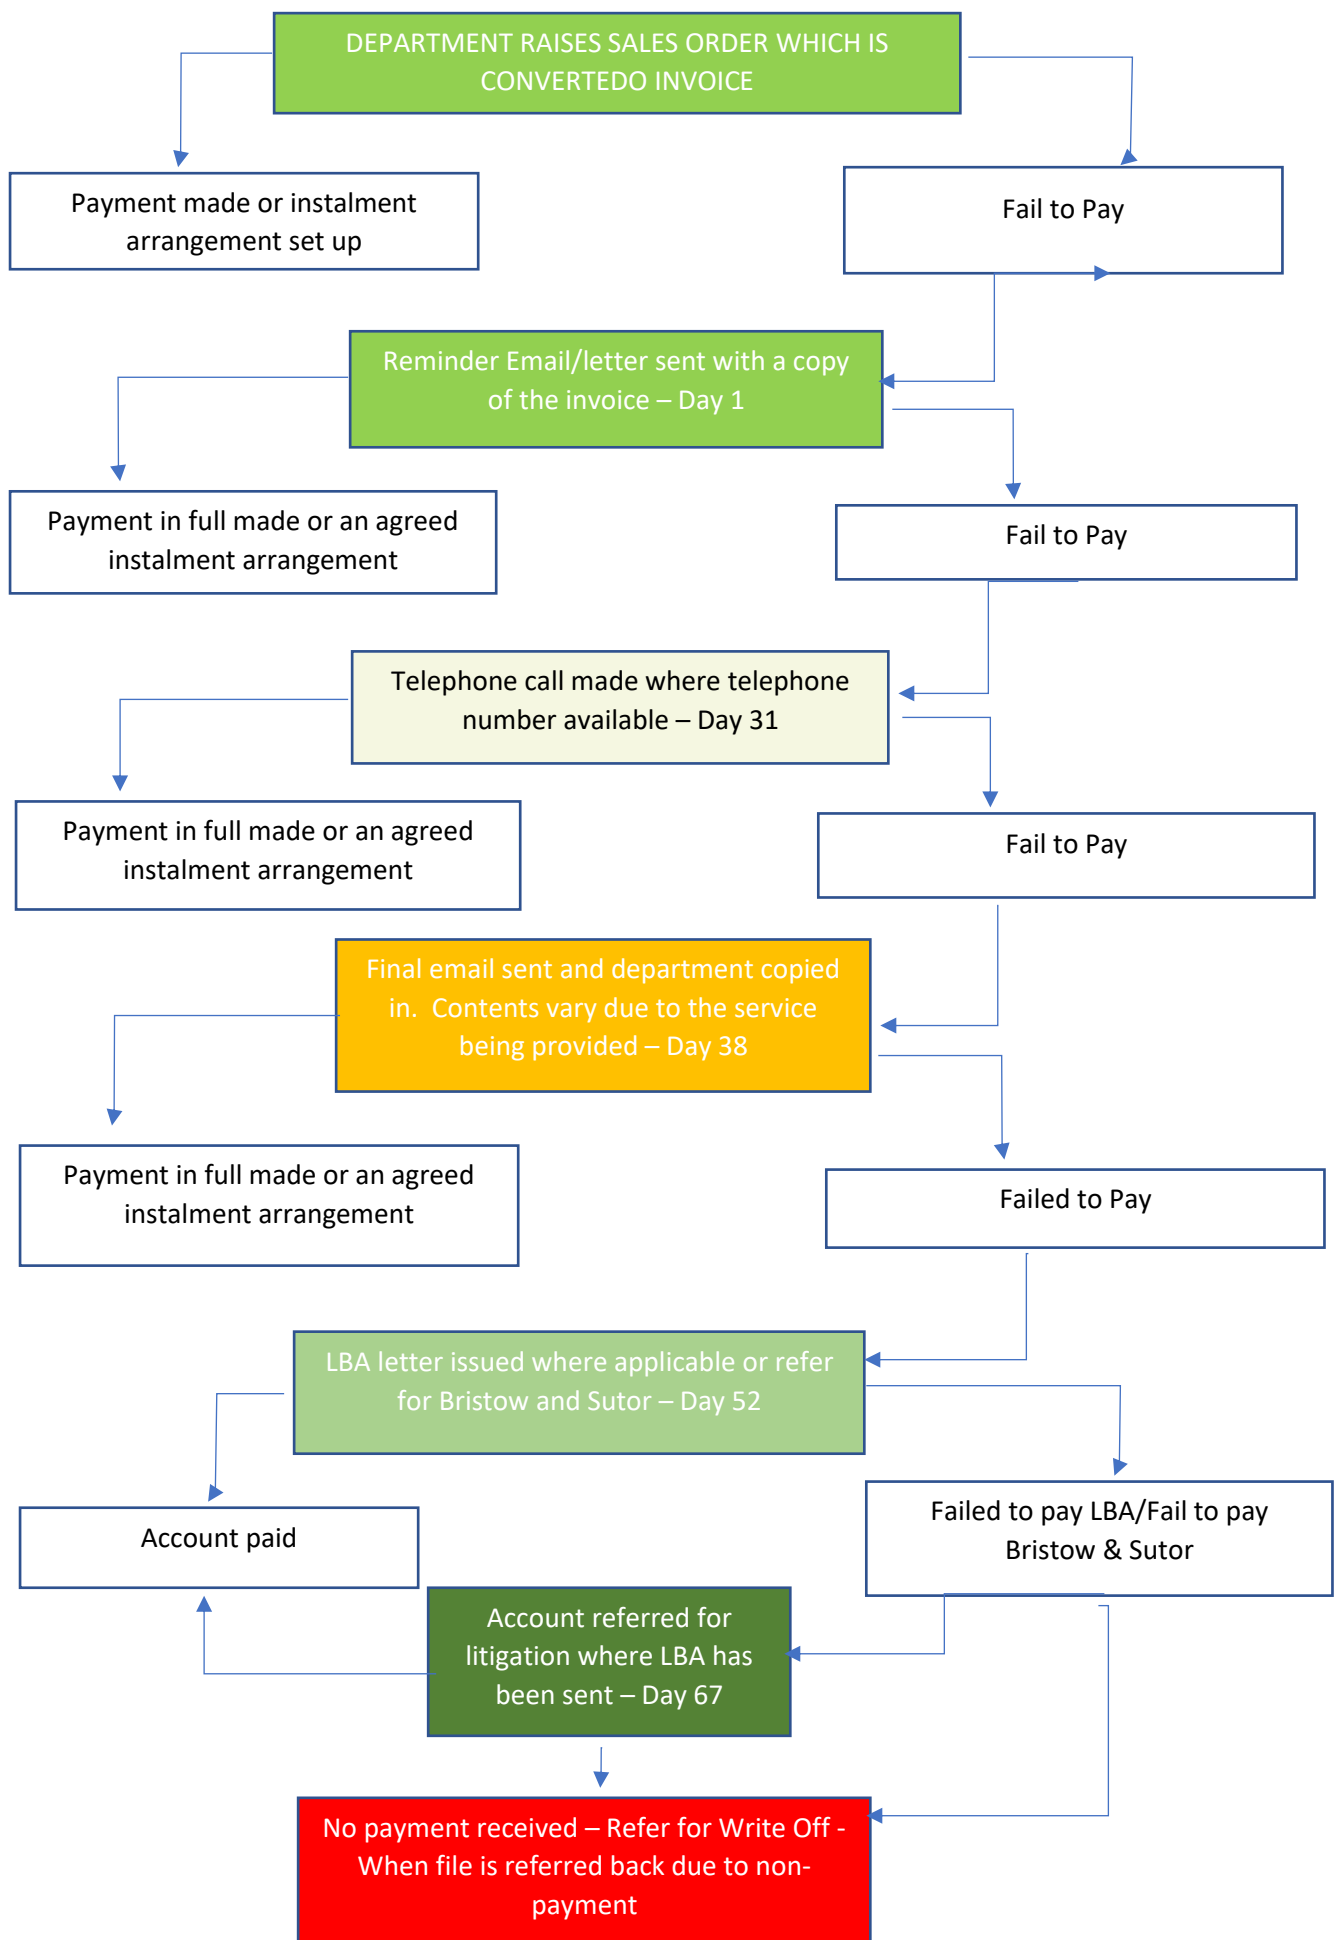 DEPARTMENT RAISES SALES ORDER WHICH IS
CONVERTEDO INVOICE
Payment made or instalment
arrangement set up
Fail to Pay
Reminder Email/letter sent with a copy
of the invoice – Day 1
Payment in full made or an agreed
instalment arrangement
Fail to Pay
Telephone call made where telephone
number available – Day 31
Payment in full made or an agreed
instalment arrangement
Fail to Pay
Final email sent and department copied
in.  Contents vary due to the service
being provided – Day 38
Payment in full made or an agreed
instalment arrangement
Failed to Pay
LBA letter issued where applicable or refer
for Bristow and Sutor – Day 52
Account paid
Failed to pay LBA/Fail to pay
Bristow & Sutor
Account referred for
litigation where LBA has
been sent – Day 67
No payment received – Refer for Write Off -
When file is referred back due to non-
payment